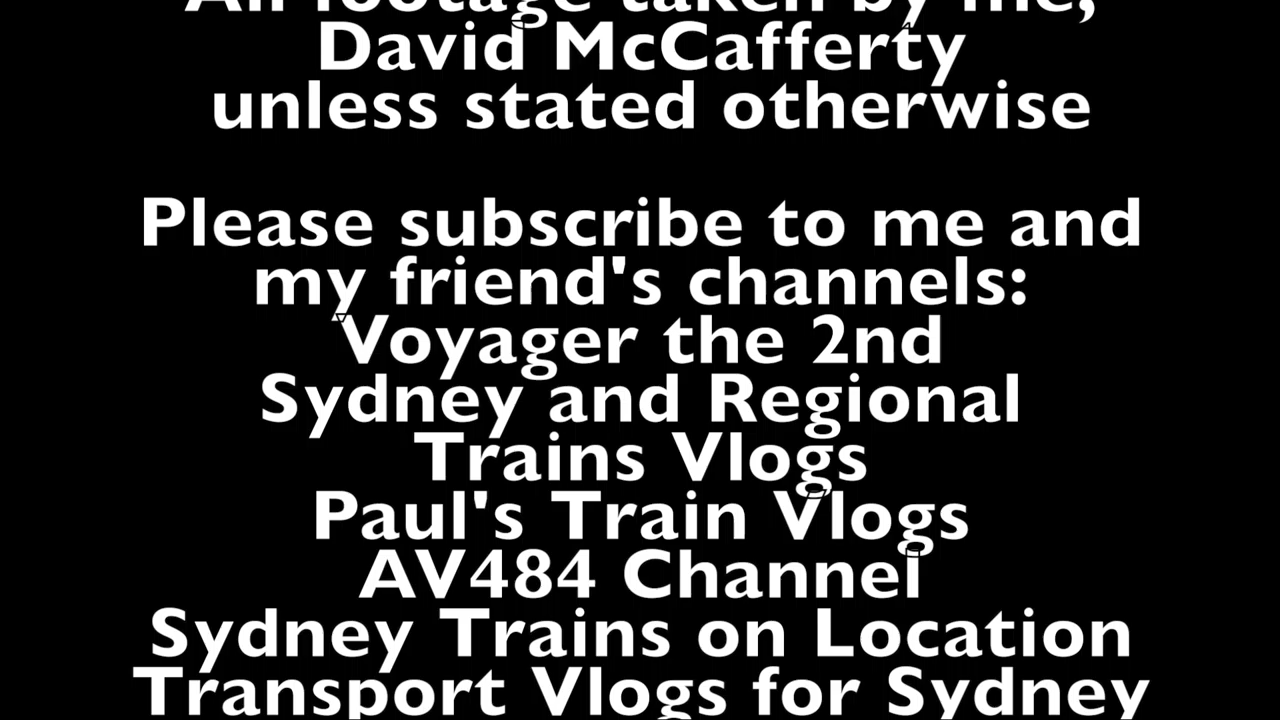 All footage taken by me,
David McCafferty
unless stated otherwise
Please subscribe to me and
my friend's channels:
Voyager the 2nd
Sydney and Regional
Trains Vlogs
Paul's Train Vlogs
AV484 Channel
Sydney Trains on Location
Transport Vlogs for Sydney